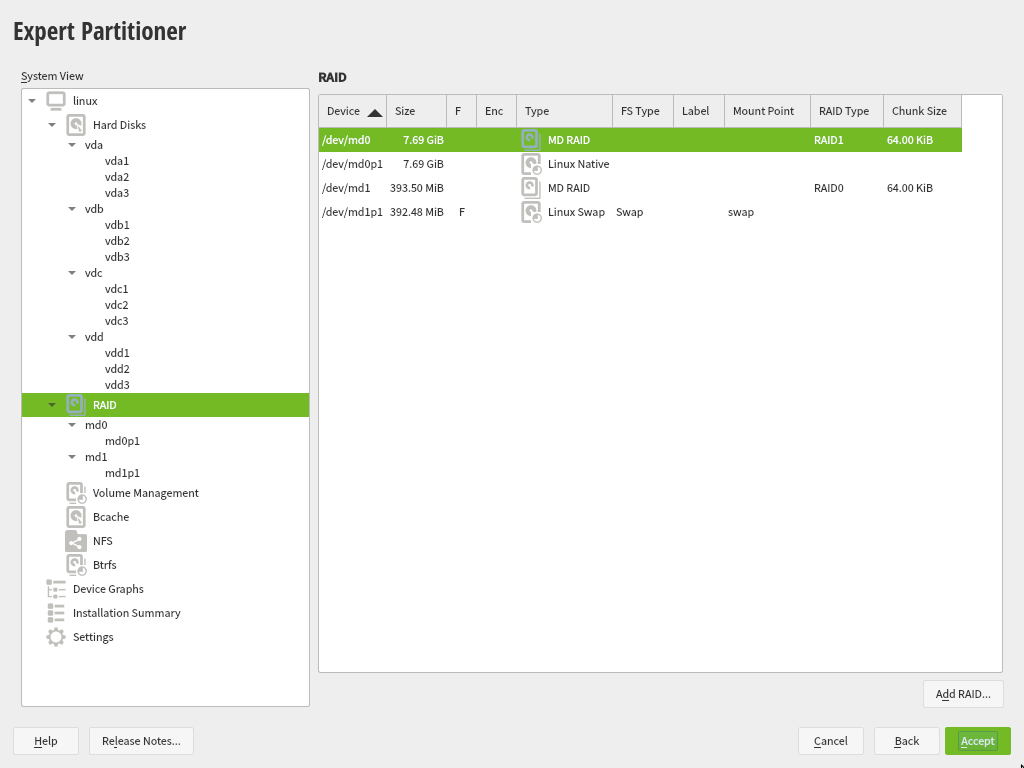 Expert Partitioner
System View
linux
Hard Disks
vda
vda1
vda2
vda3
vdb
vdb1
vdb2
vdb3
vdc
vdc1
vdc2
vdc3
vdd
vdd1
vdd2
vdd3
RAID
md0
md0p1
md1
md1p1
Volume Management
Bcache
NFS
Btrfs
Device Graphs
Installation Summary
Settings
RAID
Device Size F Enc Type FS Type Label Mount Point RAID Type Chunk Size
/dev/md0 7.69 GiB MD RAID RAID1 64.00 KiB
/dev/md0p1 7.69 GiB Linux Native
/dev/md1 393.50 MiB MD RAID RAID0 64.00 KiB
/dev/md1p1 392.48 MiB F Linux Swap Swap swap
Add RAID...
Help Release Notes... Cancel Back Accept